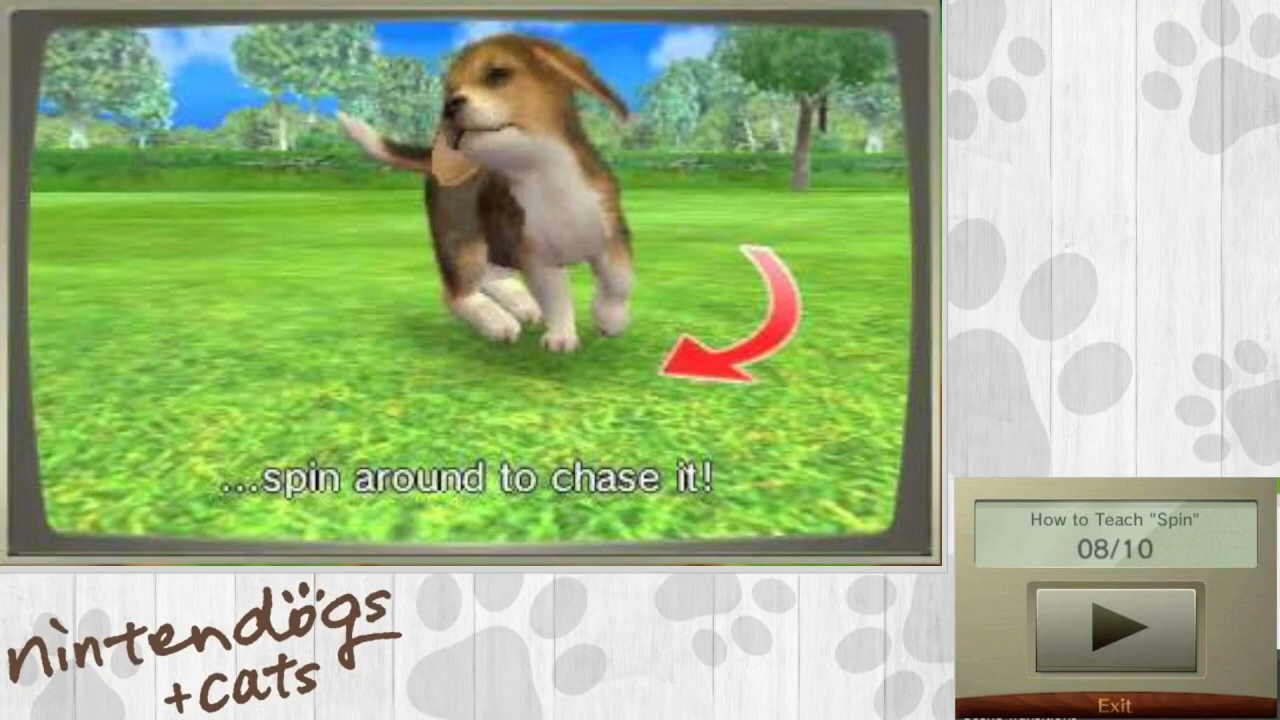 ...spin around to chase it!
How to Teach "Spin"
08/10
Exit
nintendogs
+cats